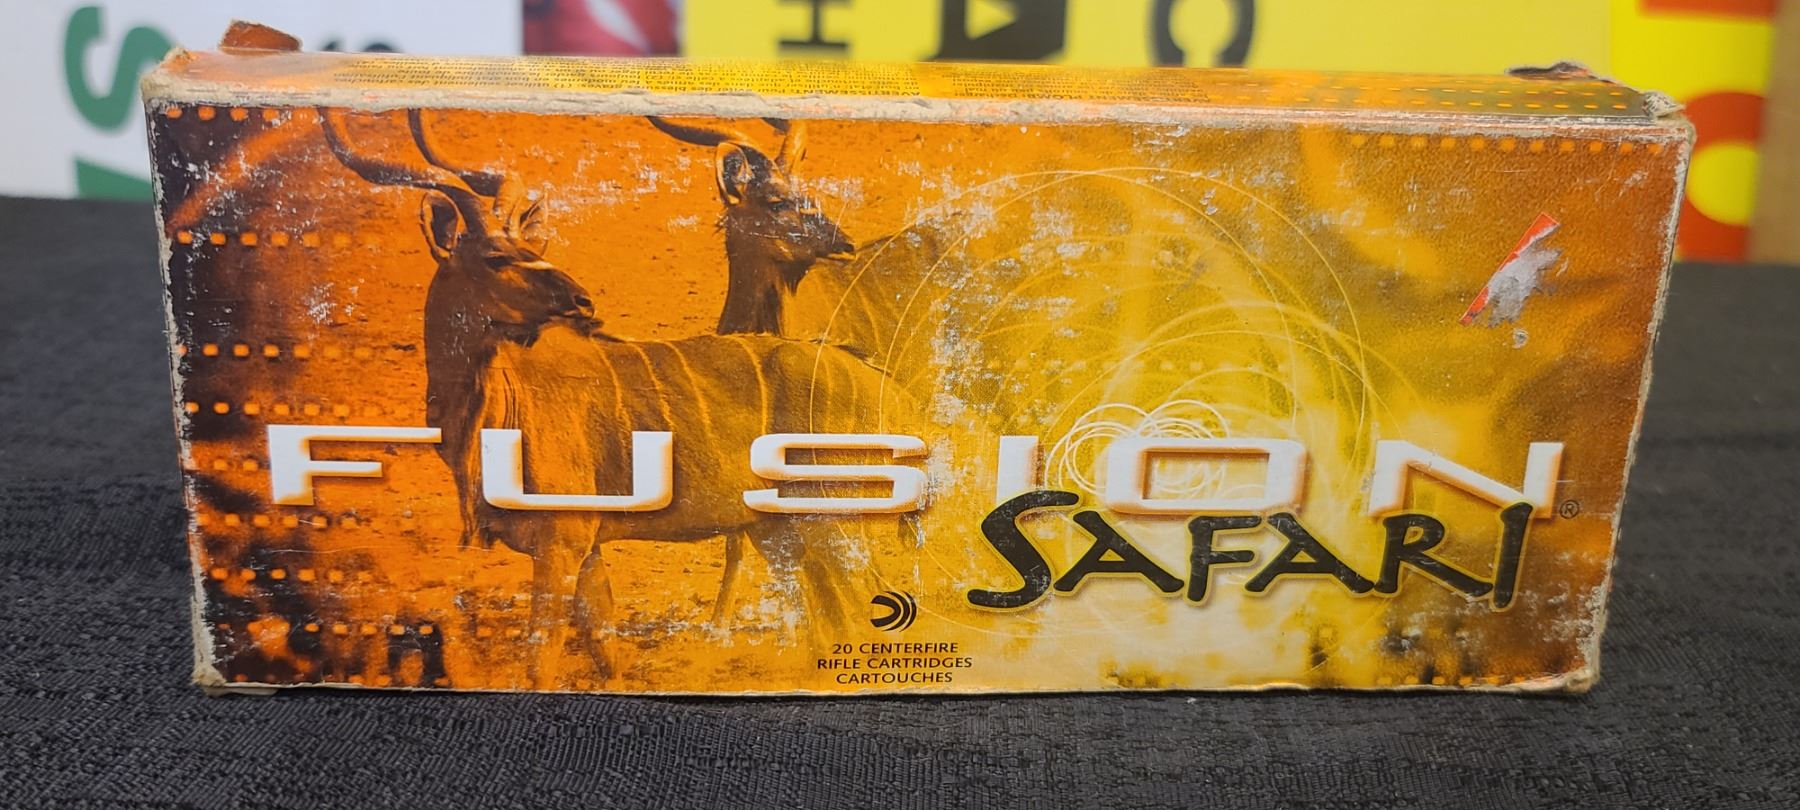 FUSION®
SAFARI
20 CENTERFIRE
RIFLE CARTRIDGES
CARTOUCHES